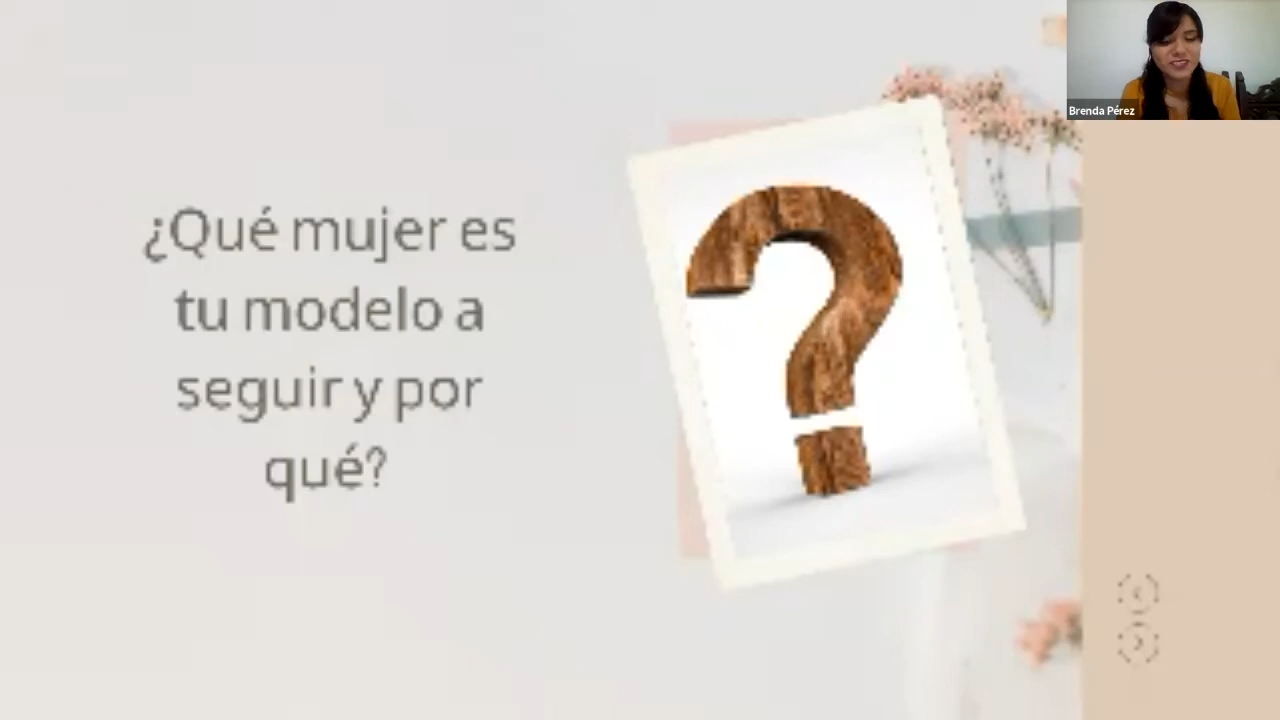 ¿Qué mujer es
tu modelo a
seguir y por
qué?
Brenda Pérez